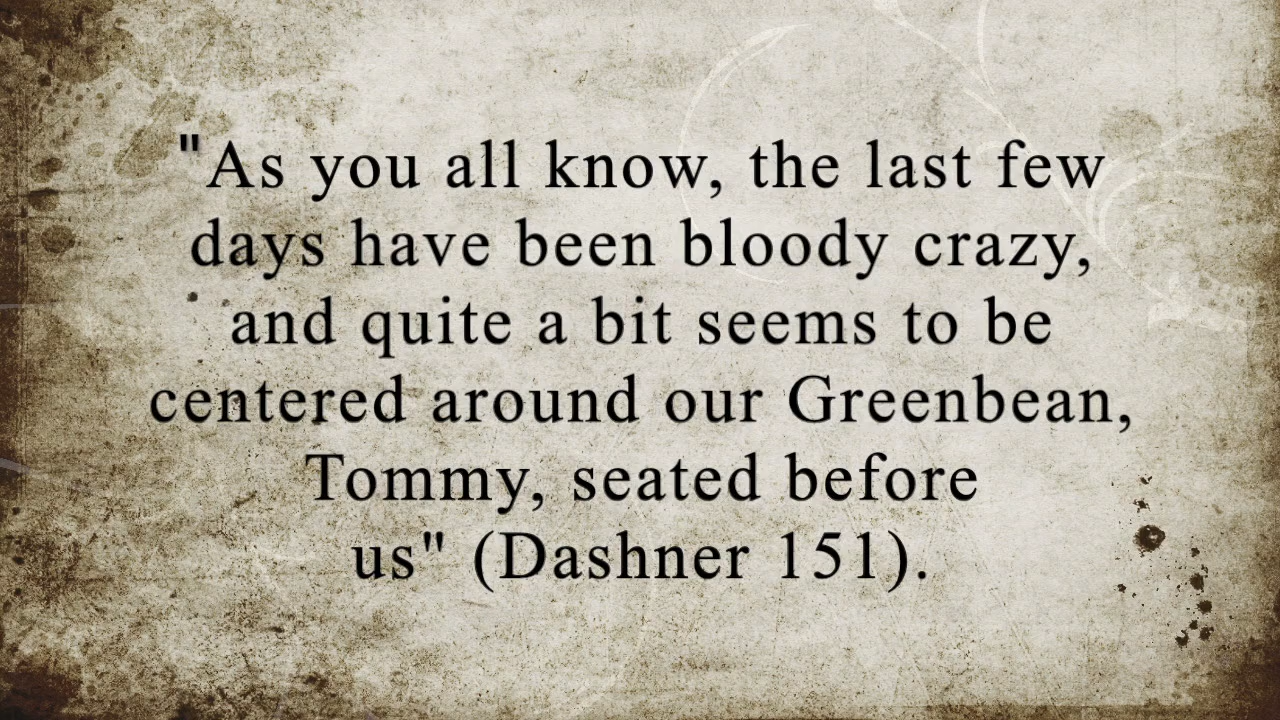 "As you all know, the last few
days have been bloody crazy,
and quite a bit seems to be
centered around our Greenbean,
Tommy, seated before
us" (Dashner 151).